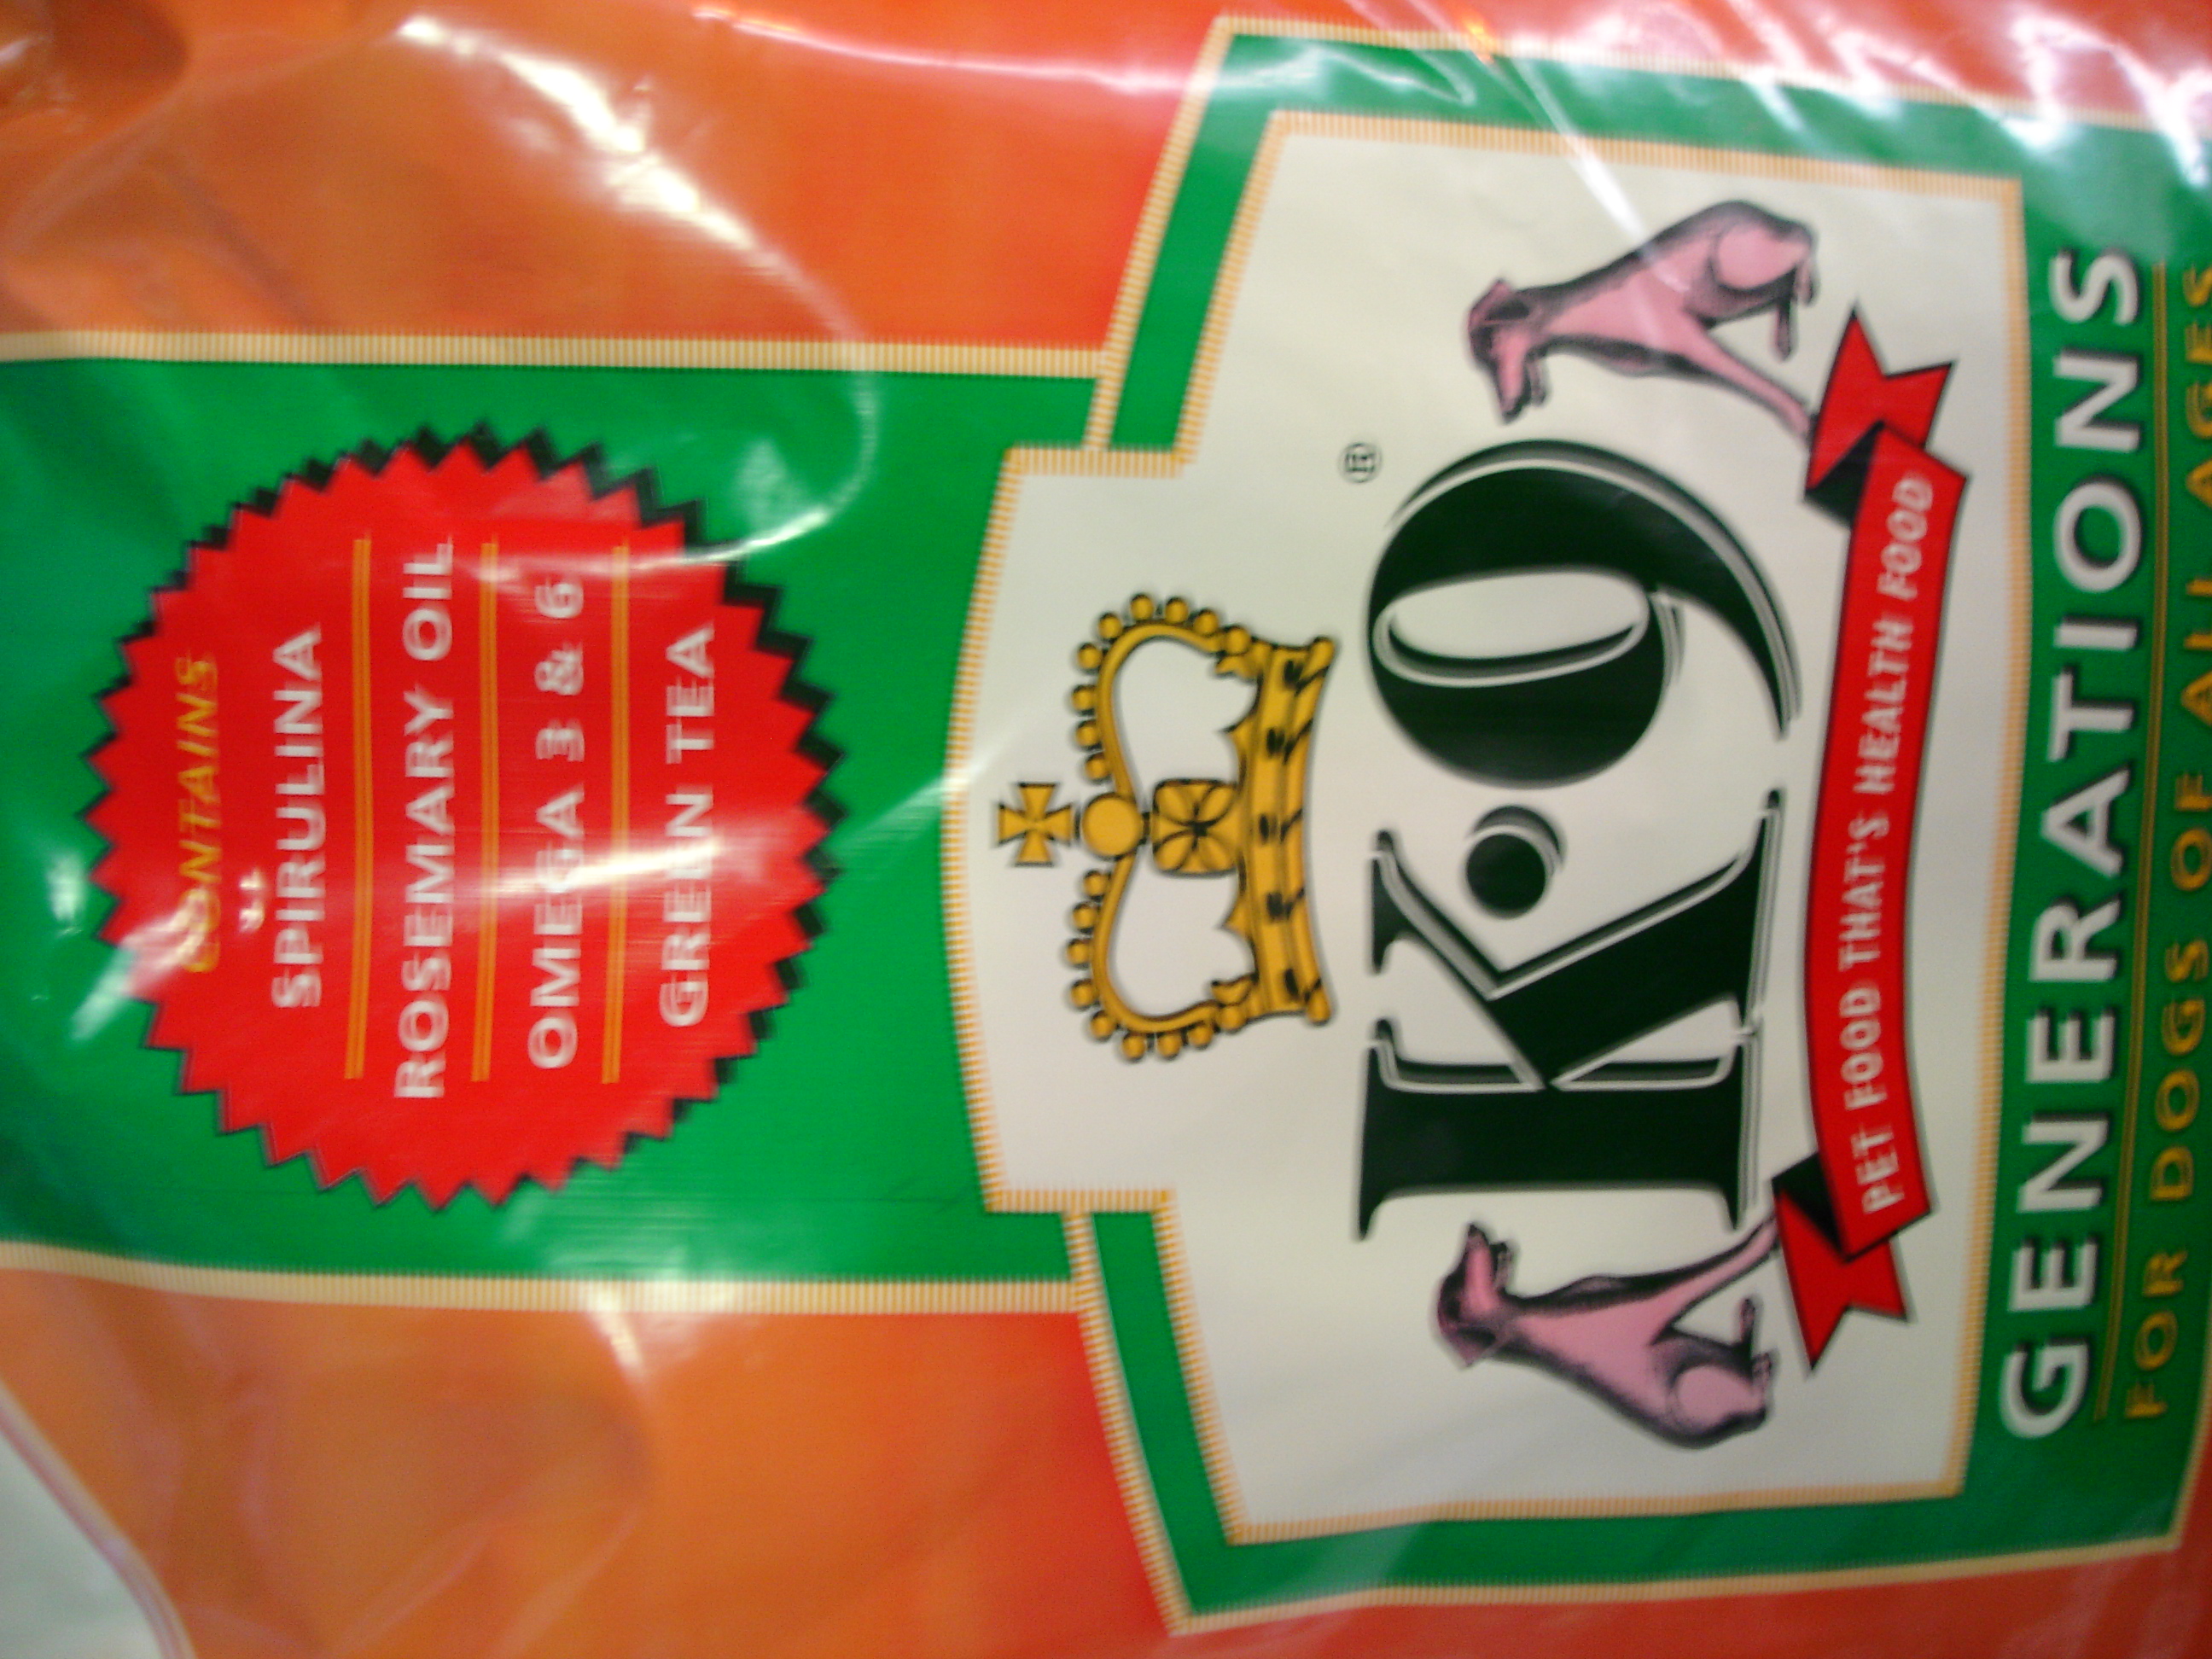 CONTAINS
SPIRULINA
ROSEMARY OIL
OMEGA 3 & 6
GREEN TEA
K•9®
PET FOOD THAT'S HEALTH FOOD
GENERATIONS
FOR DOGS OF ALL AGES